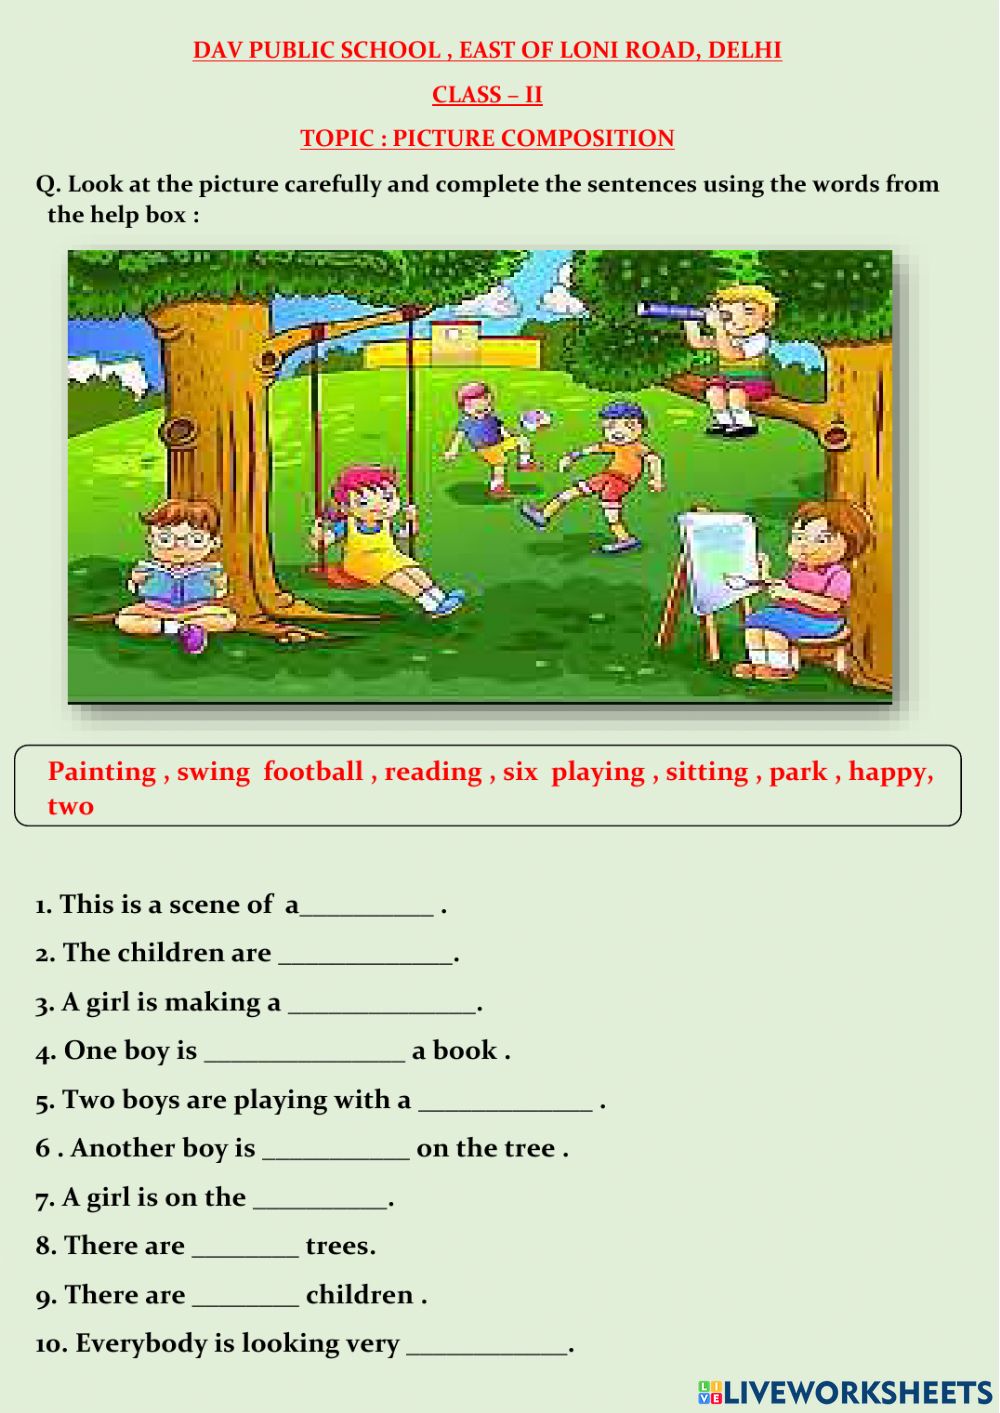 DAV PUBLIC SCHOOL , EAST OF LONI ROAD, DELHI
CLASS – II
TOPIC : PICTURE COMPOSITION
Q. Look at the picture carefully and complete the sentences using the words from
the help box :
Painting , swing football , reading , six playing , sitting , park , happy,
two
1. This is a scene of a__________ .
2. The children are _____________.
3. A girl is making a ______________.
4. One boy is _______________ a book .
5. Two boys are playing with a _____________ .
6 . Another boy is ___________ on the tree .
7. A girl is on the __________.
8. There are ________ trees.
9. There are ________ children .
10. Everybody is looking very ____________.
LIVE LIVEWORKSHEETS